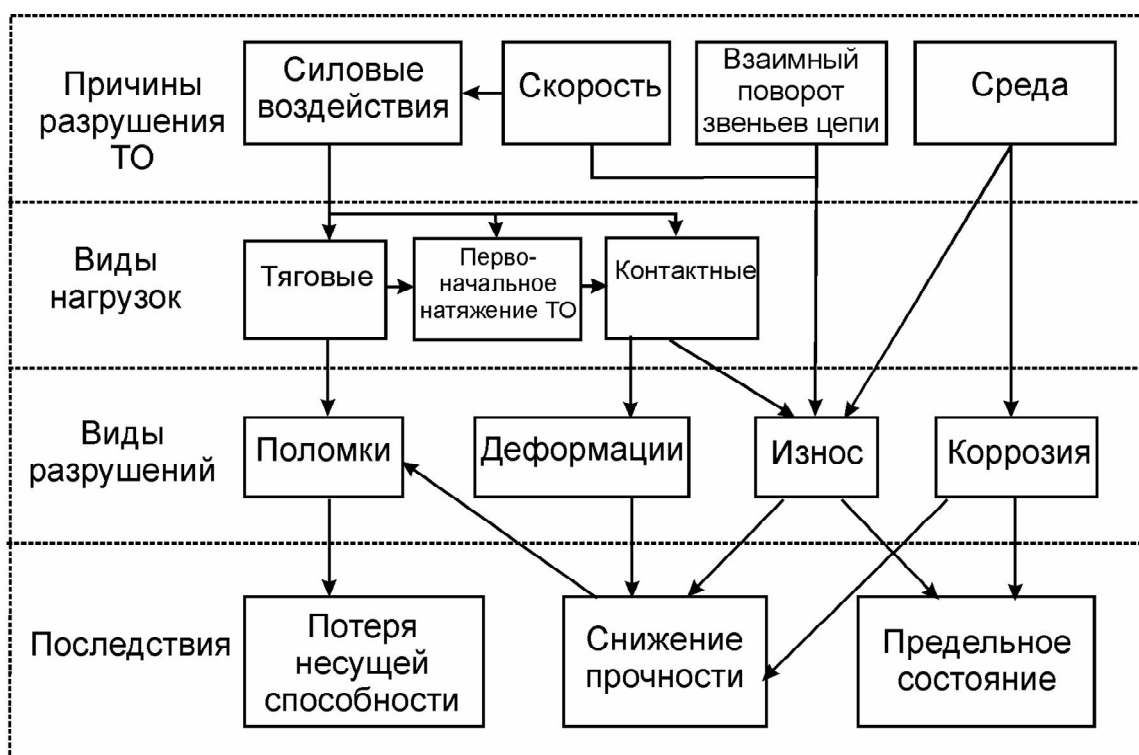 Причины
разрушения
ТО
Силовые
воздействия
Скорость
Взаимный
поворот
звеньев цепи
Среда
Виды
нагрузок
Тяговые
Перво-
начальное
натяжение ТО
Контактные
Виды
разрушений
Поломки
Деформации
Износ
Коррозия
Последствия
Потеря
несущей
способности
Снижение
прочности
Предельное
состояние